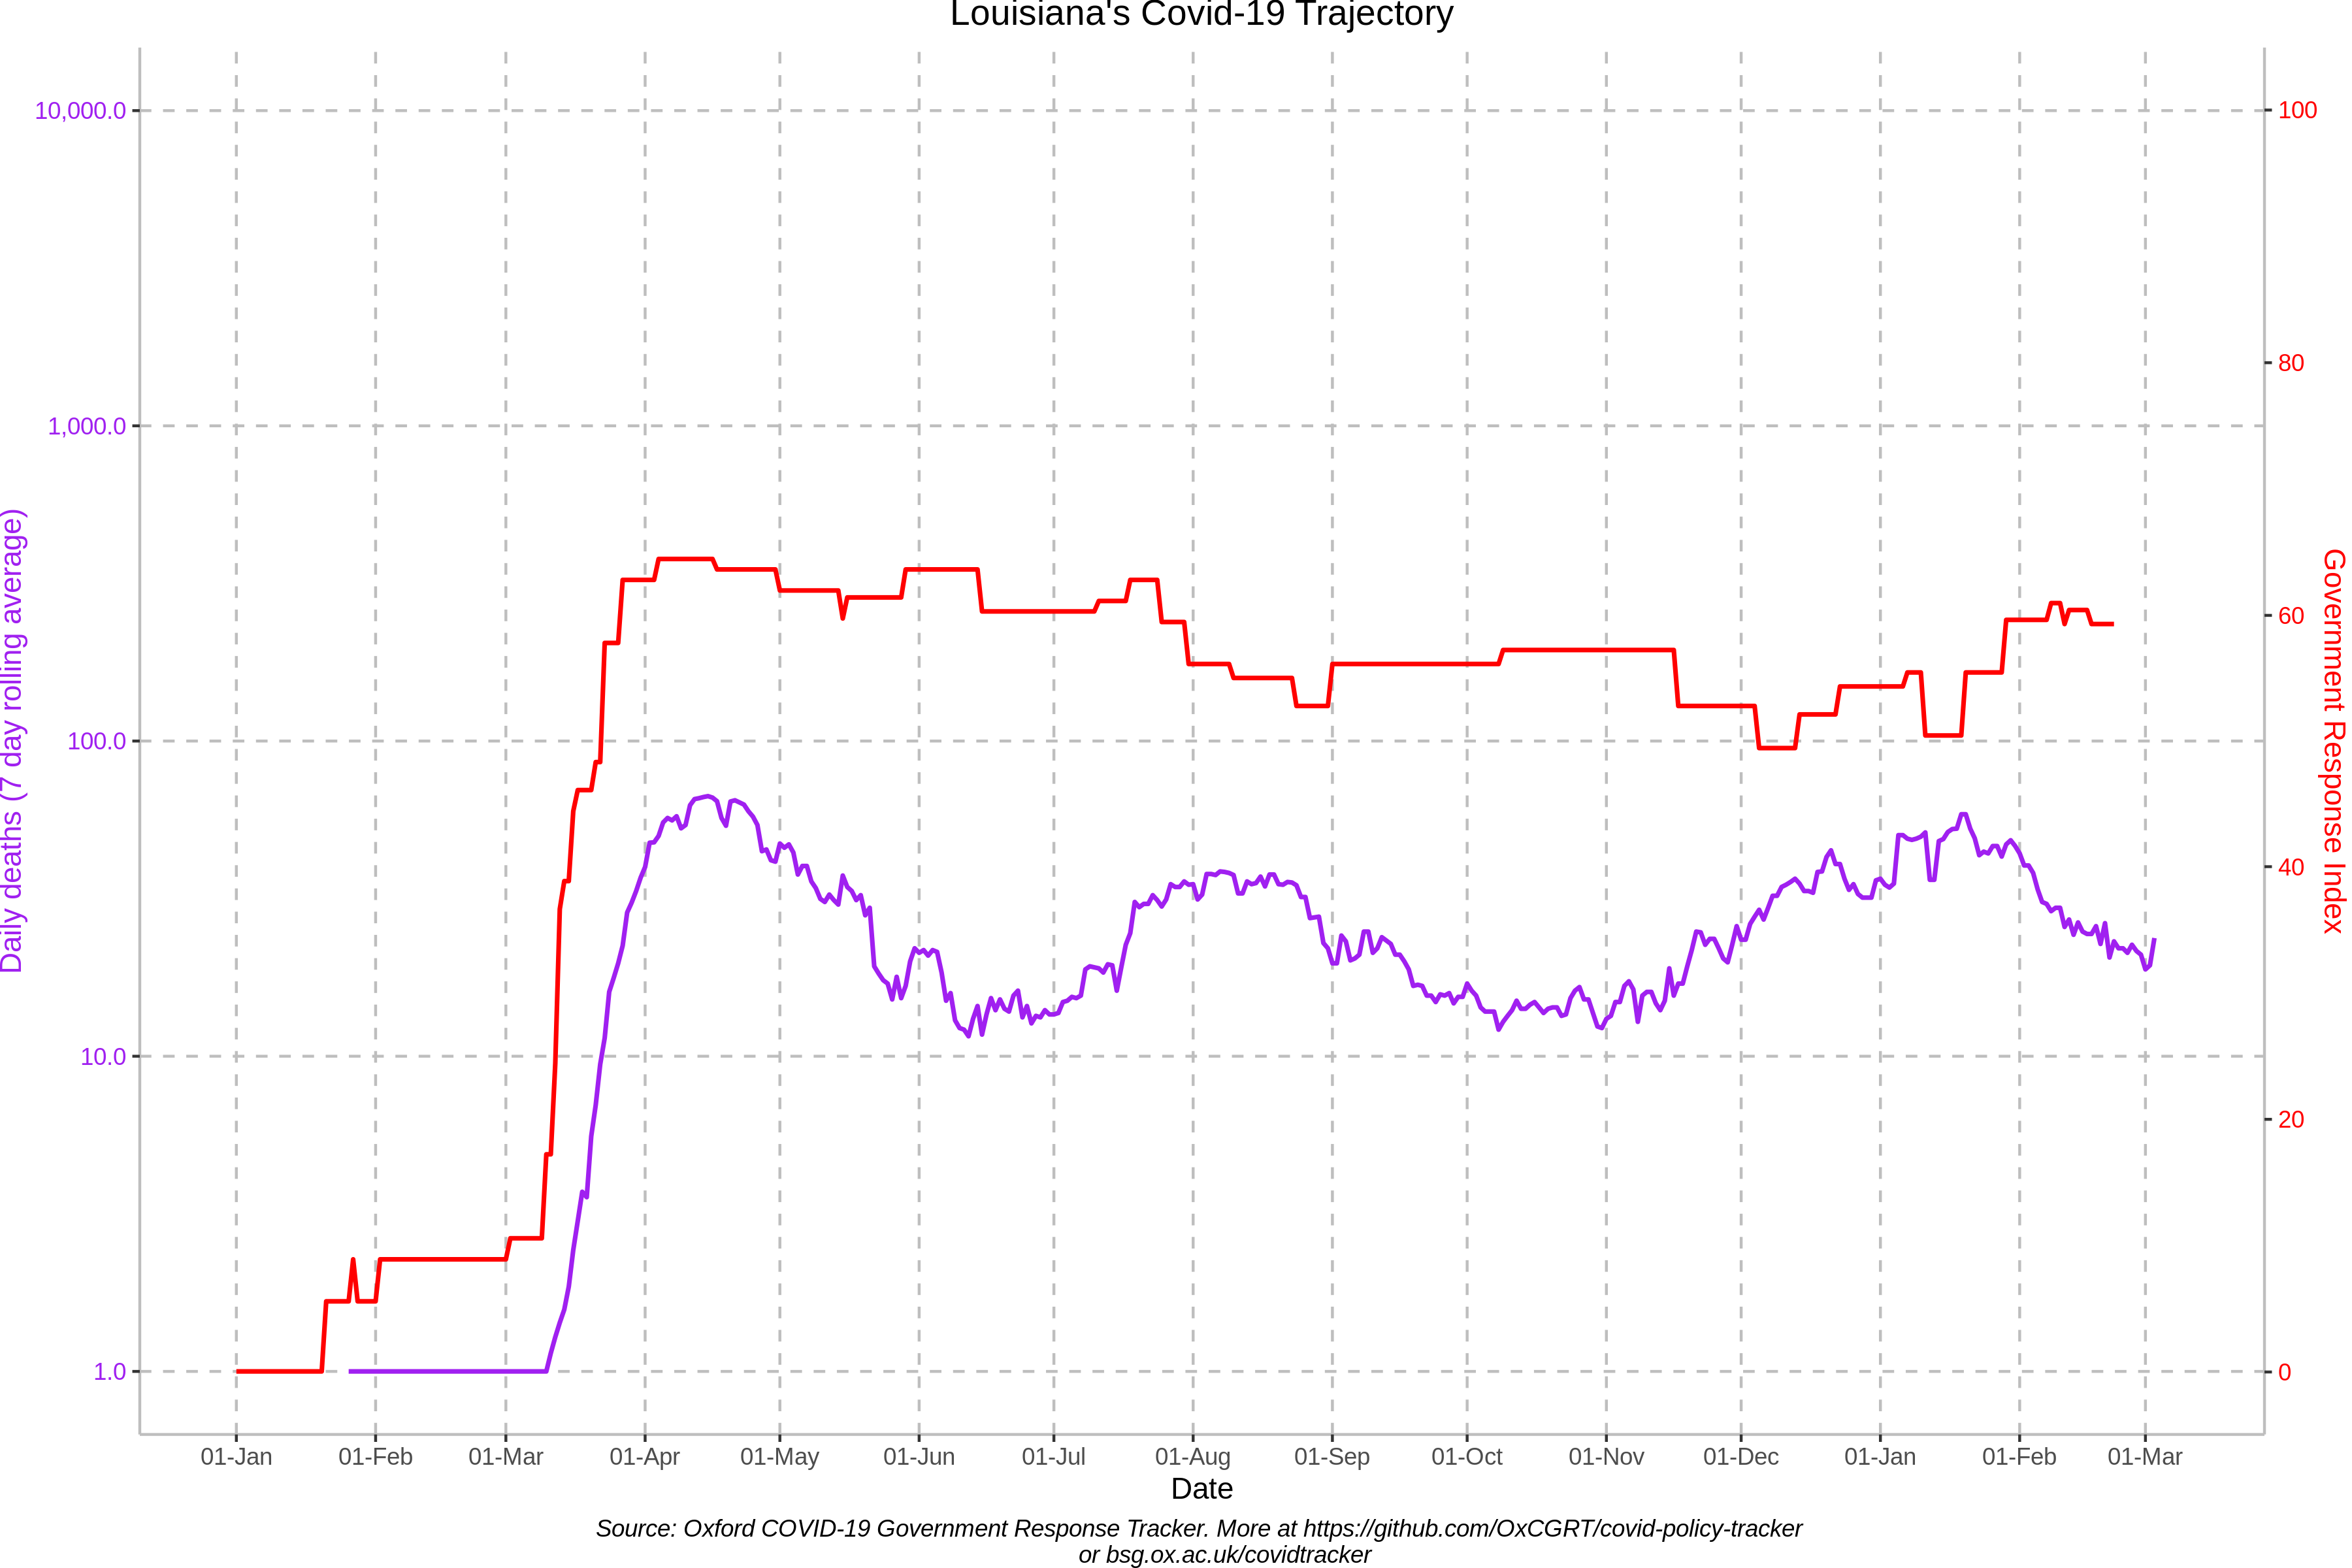 Louisiana's Covid-19 Trajectory
10,000.0
1,000.0
100.0
10.0
1.0
Daily deaths (7 day rolling average)
100
80
60
40
20
0
Government Response Index
01-Jan 01-Feb 01-Mar 01-Apr 01-May 01-Jun 01-Jul 01-Aug 01-Sep 01-Oct 01-Nov 01-Dec 01-Jan 01-Feb 01-Mar
Date
Source: Oxford COVID-19 Government Response Tracker. More at https://github.com/OxCGRT/covid-policy-tracker
or bsg.ox.ac.uk/covidtracker